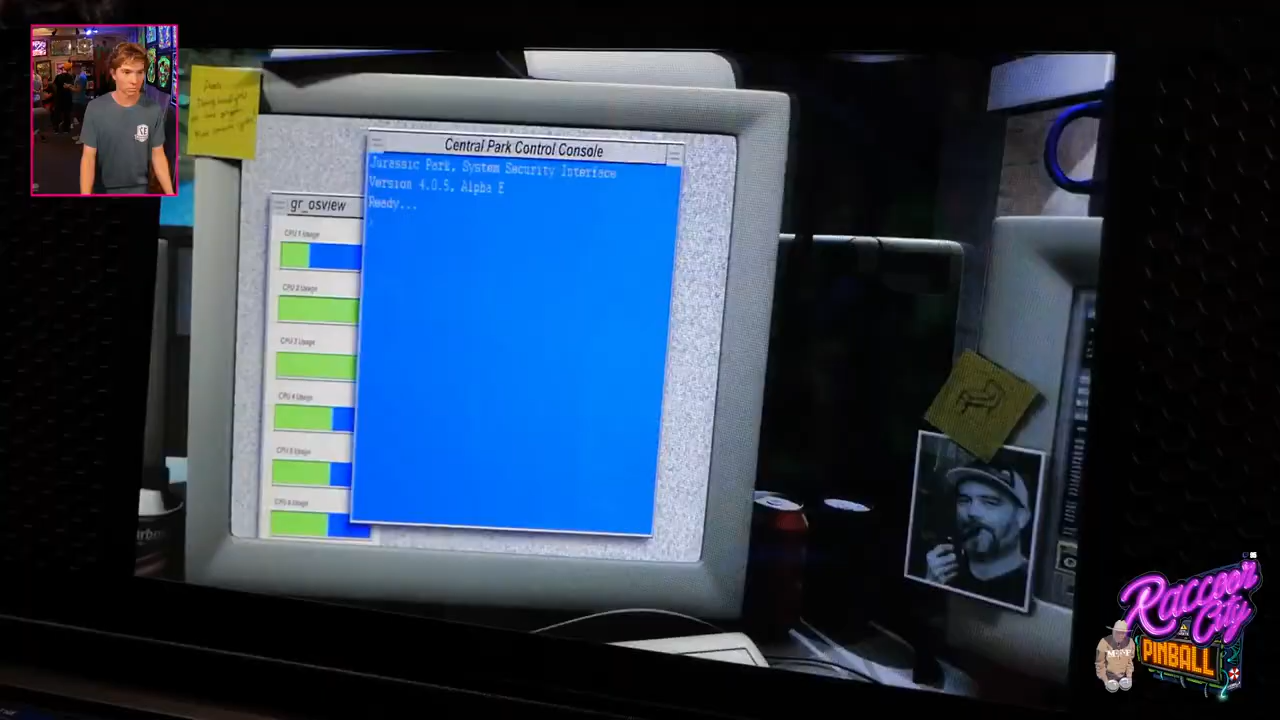 Central Park Control Console
Jurassic Park, System Security Interface
Version 4.0.5, Alpha E
Ready...
gr_osview
CPU 1 Usage
CPU 2 Usage
CPU 3 Usage
CPU 4 Usage
CPU 5 Usage
CPU 6 Usage
Raccoon
City
PINBALL